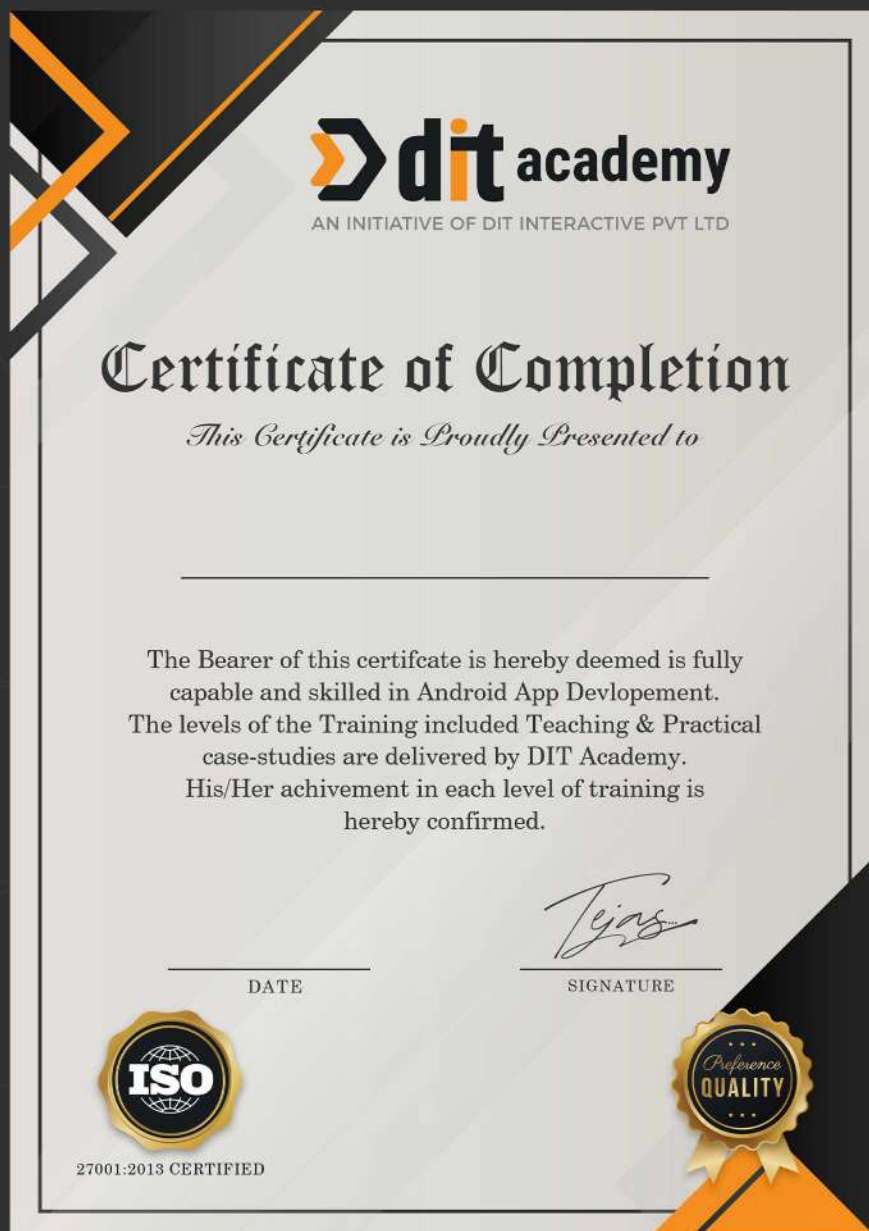 dit academy
AN INITIATIVE OF DIT INTERACTIVE PVT LTD
Certificate of Completion
This Certificate is Proudly Presented to
The Bearer of this certifcate is hereby deemed is fully
capable and skilled in Android App Devlopement.
The levels of the Training included Teaching & Practical
case-studies are delivered by DIT Academy.
His/Her achivement in each level of training is
hereby confirmed.
Tejas....
DATE
SIGNATURE
ISO
27001:2013 CERTIFIED
Preference
QUALITY